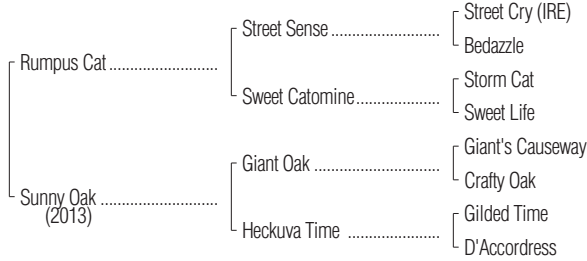 Street Cry (IRE)
Street Sense ........................
Bedazzle
Rumpus Cat ........................
Storm Cat
Sweet Catomine ..................
Sweet Life
Giant's Causeway
Giant Oak ...........................
Crafty Oak
Sunny Oak ..........................
(2013)
Gilded Time
Heckuva Time ....................
D'Accordress